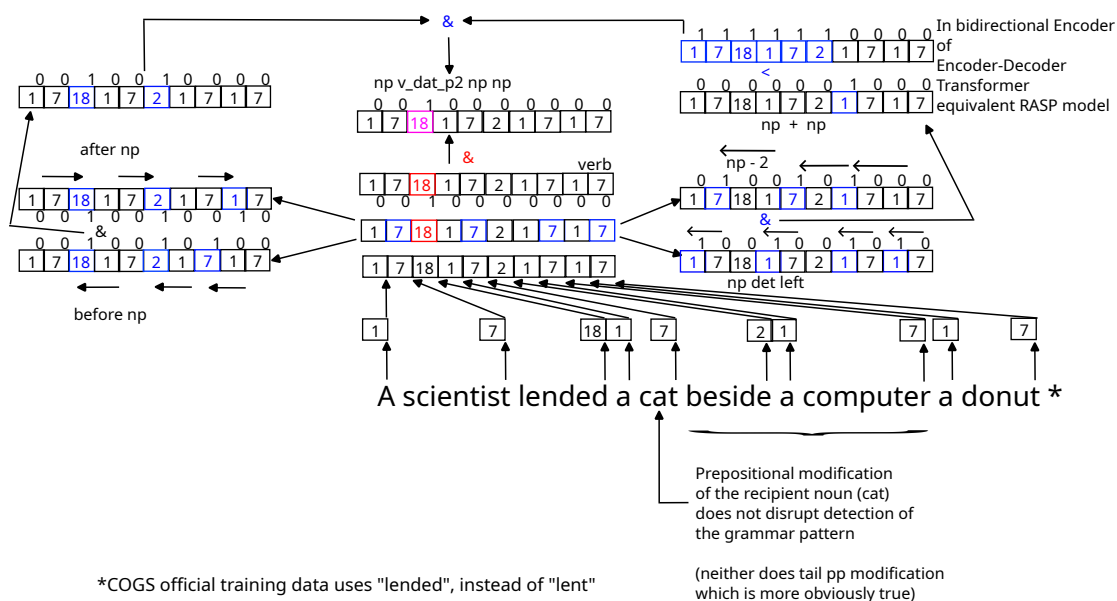 &
In bidirectional Encoder
of
Encoder-Decoder
Transformer
equivalent RASP model
1 1 1 1 1 1 0 0 0 0
1 7 18 1 7 2 1 7 1 7
<
0 0 0 0 0 0 1 0 0 0
1 7 18 1 7 2 1 7 1 7
np + np
0 0 1 0 0 1 0 0 0 0
1 7 18 1 7 2 1 7 1 7
np v_dat_p2 np np
0 0 1 0 0 0 0 0 0 0
1 7 18 1 7 2 1 7 1 7
&
verb
1 7 18 1 7 2 1 7 1 7
0 0 1 0 0 0 0 0 0 0
after np
1 7 18 1 7 2 1 7 1 7
0 0 1 0 0 1 0 0 1 0
&
0 0 1 0 0 1 0 1 0 0
1 7 18 1 7 2 1 7 1 7
before np
np - 2
0 1 0 0 1 0 1 0 0 0
1 7 18 1 7 2 1 7 1 7
&
1 0 0 1 0 0 1 0 1 0
1 7 18 1 7 2 1 7 1 7
np det left
1 7 18 1 7 2 1 7 1 7
1 7 18 1 7 2 1 7 1 7
1 7 18 1 7 2 1 7 1 7
A scientist lended a cat beside a computer a donut *
Prepositional modification
of the recipient noun (cat)
does not disrupt detection of
the grammar pattern
(neither does tail pp modification
which is more obviously true)
*COGS official training data uses "lended", instead of "lent"